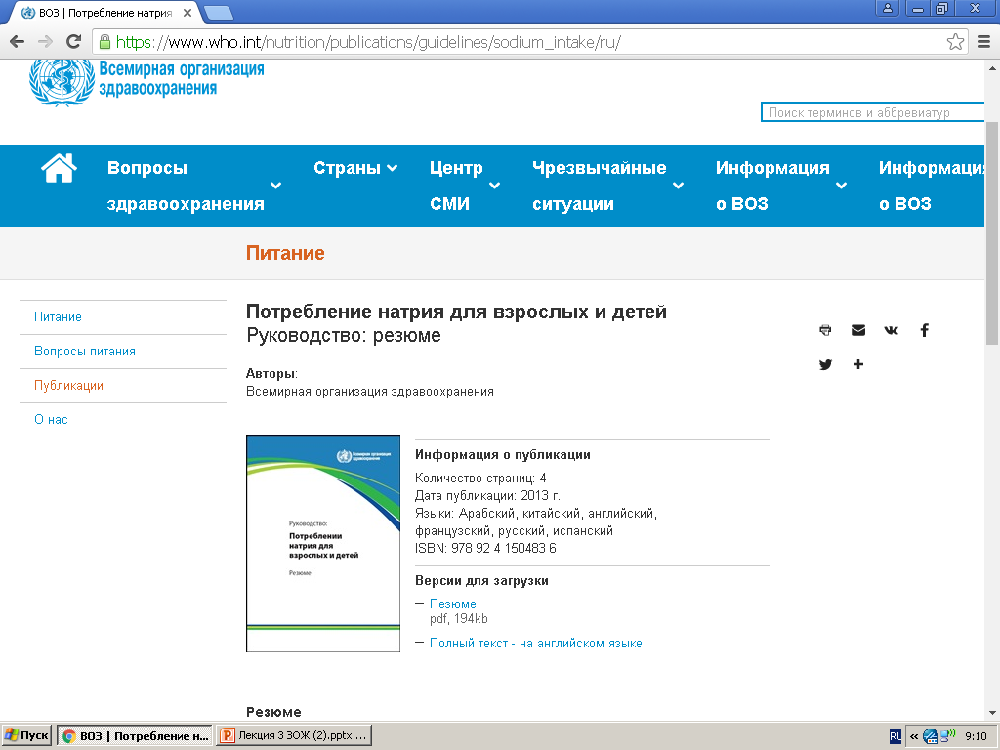 ВОЗ | Потребление натрия
https://www.who.int/nutrition/publications/guidelines/sodium_intake/ru/
Всемирная организация
здравоохранения
Поиск терминов и аббревиатур
Вопросы
здравоохранения
Страны
Центр
СМИ
Чрезвычайные
ситуации
Информация
о ВОЗ
Информация
о ВОЗ
Питание
Питание
Вопросы питания
Публикации
О нас
Потребление натрия для взрослых и детей
Руководство: резюме
Авторы:
Всемирная организация здравоохранения
Всемирная организация
здравоохранения
Руководство:
Потреблении
натрия для
взрослых и детей
Резюме
Информация о публикации
Количество страниц: 4
Дата публикации: 2013 г.
Языки: Арабский, китайский, английский,
французский, русский, испанский
ISBN: 978 92 4 150483 6
Версии для загрузки
– Резюме
pdf, 194kb
– Полный текст - на английском языке
Резюме
Пуск
ВОЗ | Потребление н...
Лекция 3 ЗОЖ (2).pptx ...
RU
«
9:10